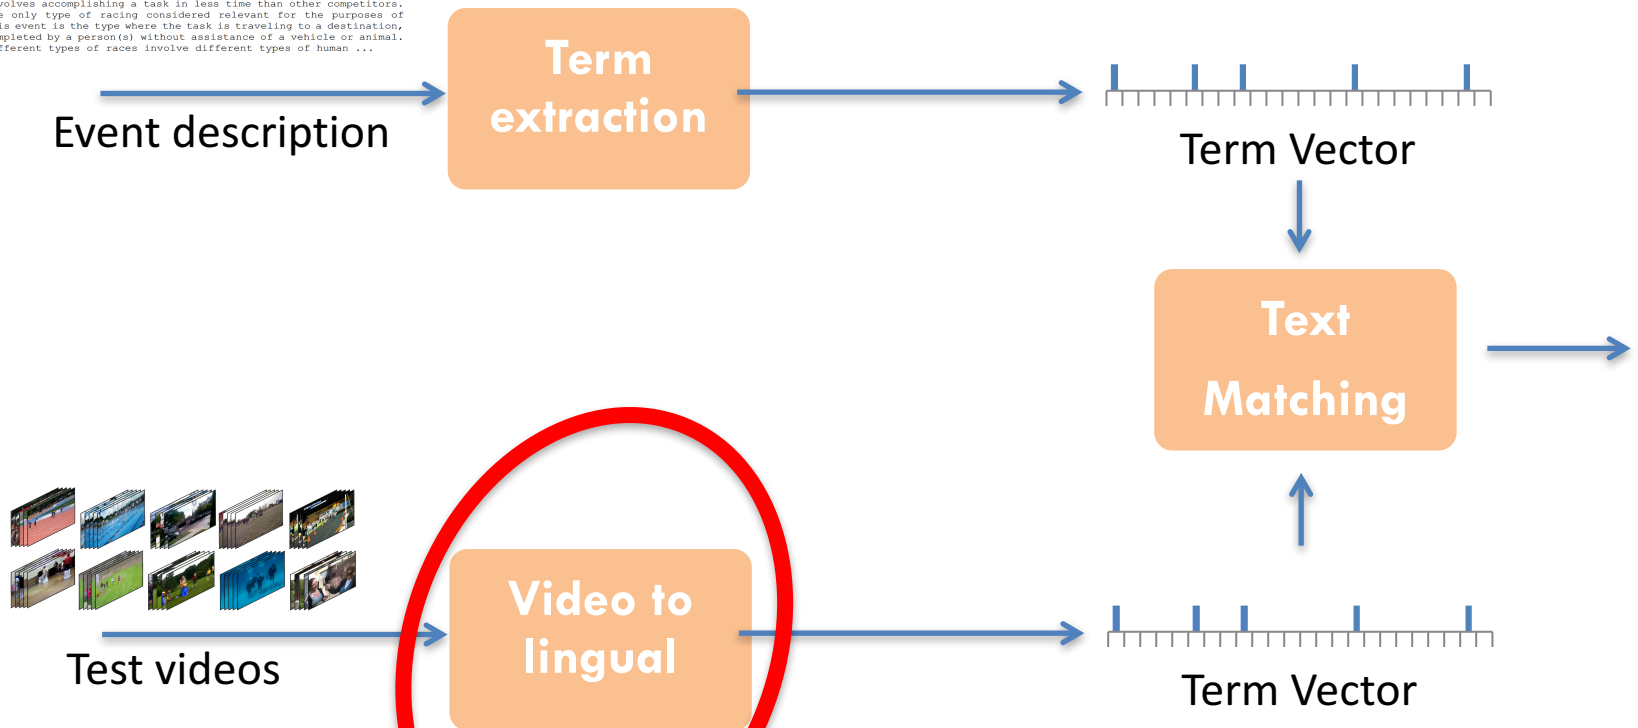 volves accomplishing a task in less time than other competitors.
e only type of racing considered relevant for the purposes of
is event is the type where the task is traveling to a destination,
mpleted by a person(s) without assistance of a vehicle or animal.
fferent types of races involve different types of human ...
Event description
Term
extraction
Term Vector
Text
Matching
Test videos
Video to
lingual
Term Vector